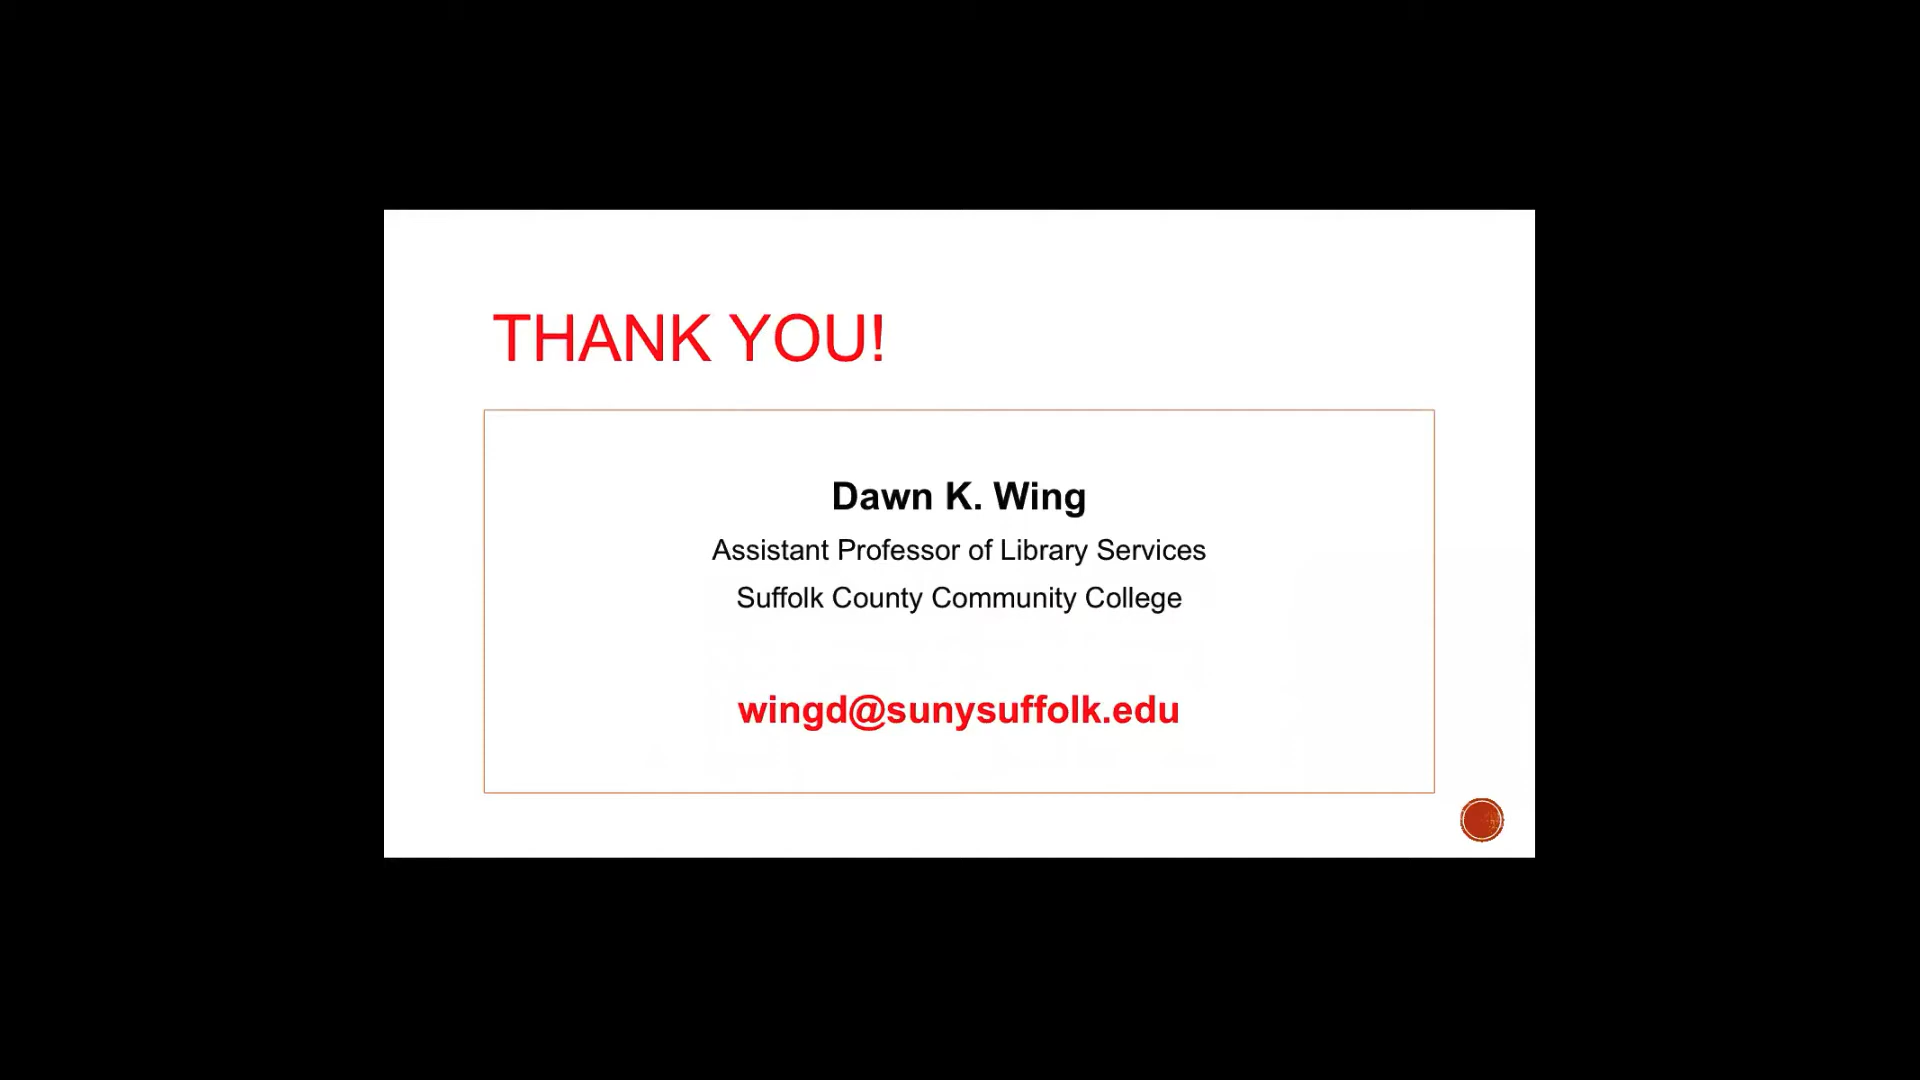 THANK YOU!
Dawn K. Wing
Assistant Professor of Library Services
Suffolk County Community College
wingd@sunysuffolk.edu